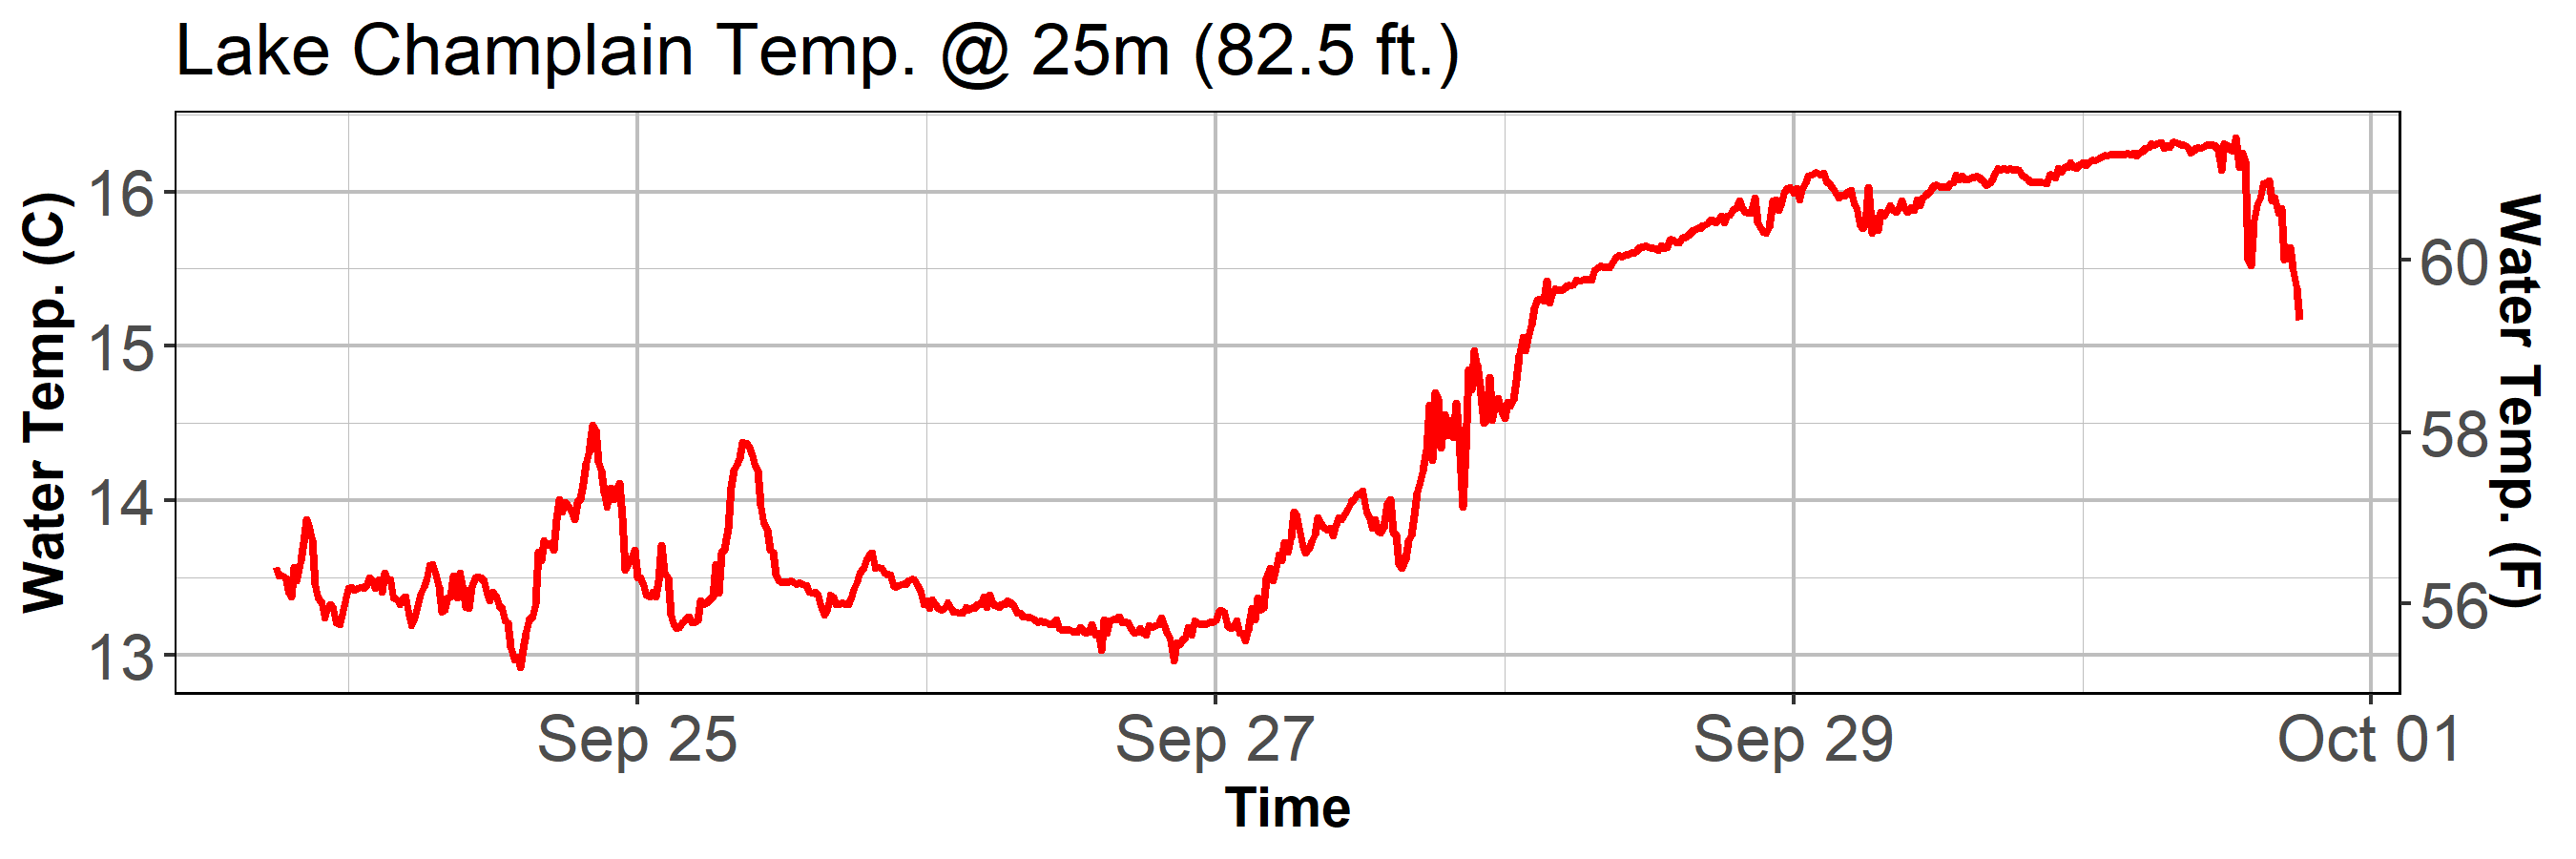 Lake Champlain Temp. @ 25m (82.5 ft.)
Water Temp. (C)
16
15
14
13
60
58
56
Water Temp. (F)
Sep 25
Sep 27
Sep 29
Oct 01
Time